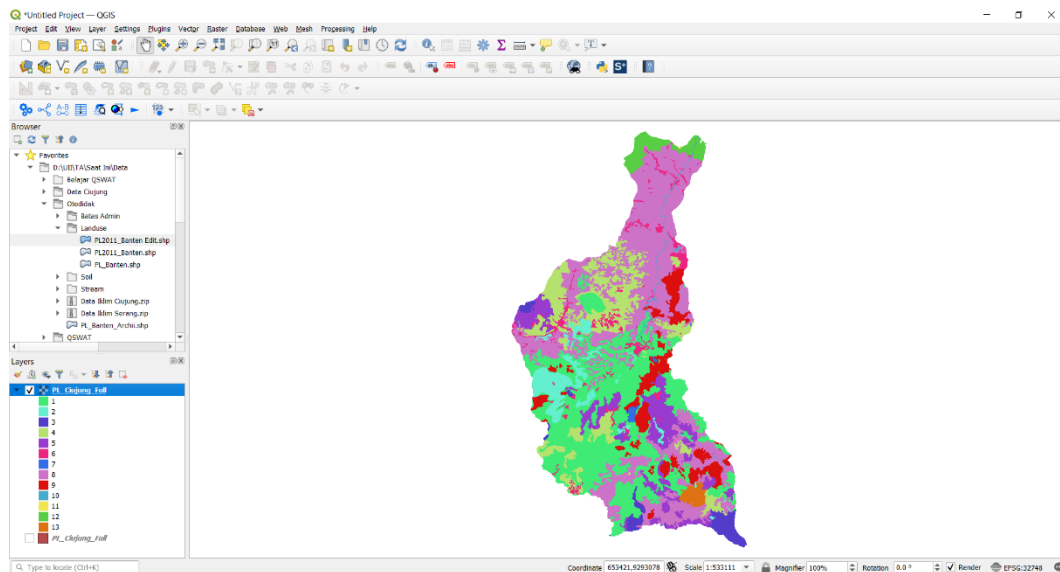 *Untitled Project — QGIS
Project Edit View Layer Settings Plugins Vector Raster Database Web Mesh Processing Help
Browser
Favorites
D:\UI\TA\Saat Ini\Data
Belajar QSWAT
Data Ciujung
Otodidak
Batas Admin
Landuse
PL2011_Banten Edit.shp
PL2011_Banten.shp
PL_Banten.shp
Soil
Stream
Data Iklim Ciujung.zip
Data Iklim Serang.zip
PL_Banten_Archi.shp
QSWAT
Layers
PL_Ciujung_Full
1
2
3
4
5
6
7
8
9
10
11
12
13
PL_Ciujung_Full
Type to locate (Ctrl+K)
Coordinate 653421,9293078 Scale 1:533111 Magnifier 100% Rotation 0.0 ° Render EPSG:32748